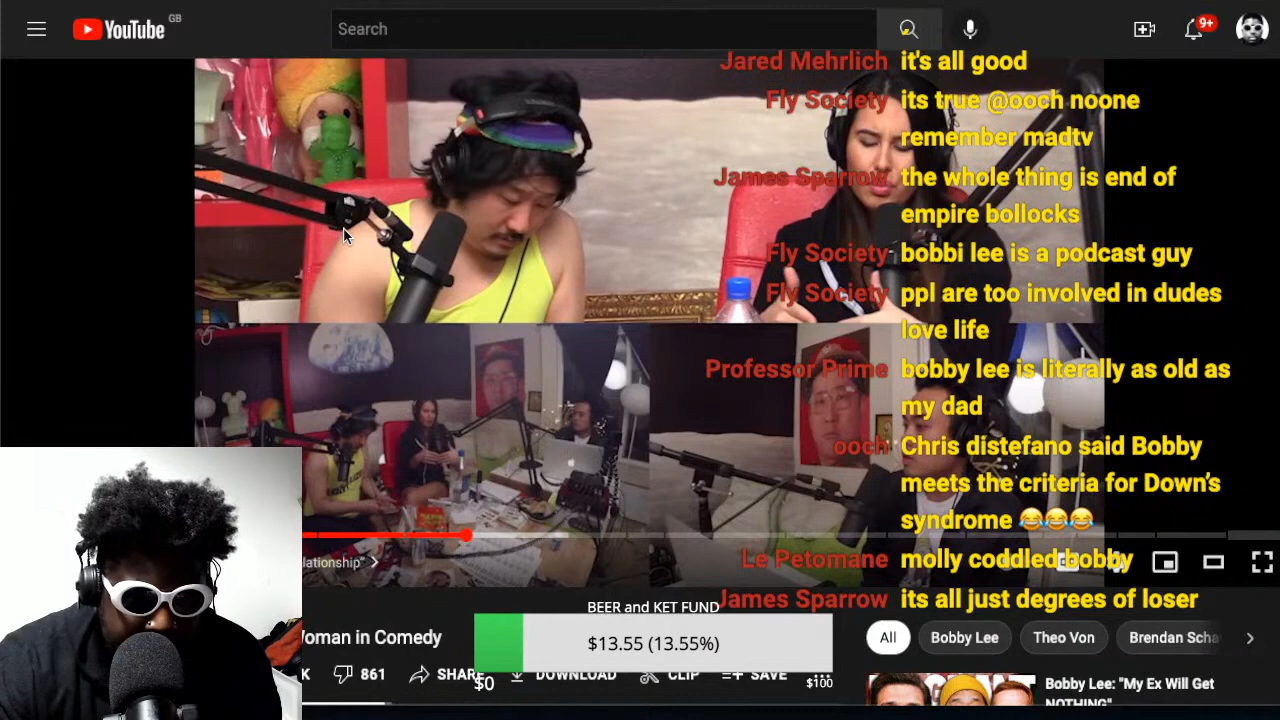 YouTube GB
Search
9+
Jared Mehrlich it's all good
Fly Society its true @ooch noone
remember madtv
James Sparrow the whole thing is end of
empire bollocks
Fly Society bobbi lee is a podcast guy
Fly Society ppl are too involved in dudes
love life
Professor Prime bobby lee is literally as old as
my dad
ooch Chris distefano said Bobby
meets the criteria for Down's
syndrome 😂😂😂
Le Petomane molly coddled bobby
James Sparrow its all just degrees of loser
lationship"
BEER and KET FUND
$13.55 (13.55%)
$0 $100
Woman in Comedy
K 861 SHARE DOWNLOAD CLIP SAVE
All Bobby Lee Theo Von Brendan Scha
Bobby Lee: "My Ex Will Get
NOTHING"